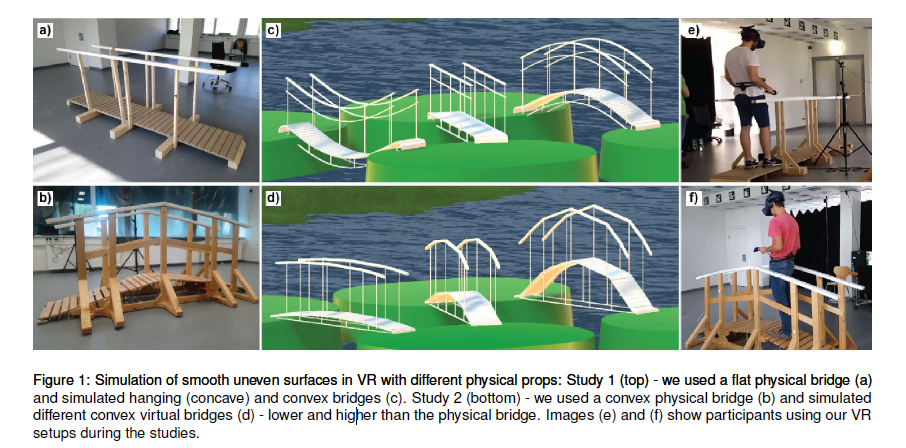 a)
c)
e)
b)
d)
f)
Figure 1: Simulation of smooth uneven surfaces in VR with different physical props: Study 1 (top) - we used a flat physical bridge (a)
and simulated hanging (concave) and convex bridges (c). Study 2 (bottom) - we used a convex physical bridge (b) and simulated
different convex virtual bridges (d) - lower and higher than the physical bridge. Images (e) and (f) show participants using our VR
setups during the studies.